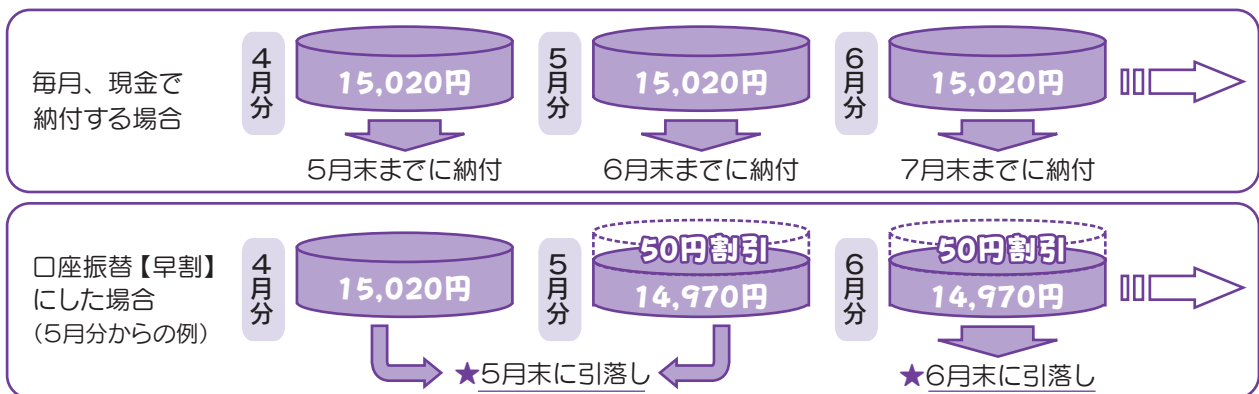 毎月、現金で
納付する場合
4月分
15,020円
5月末までに納付
5月分
15,020円
6月末までに納付
6月分
15,020円
7月末までに納付
口座振替【早割】
にした場合
(5月分からの例)
4月分
15,020円
5月分
50円割引
14,970円
★5月末に引落し
6月分
50円割引
14,970円
★6月末に引落し